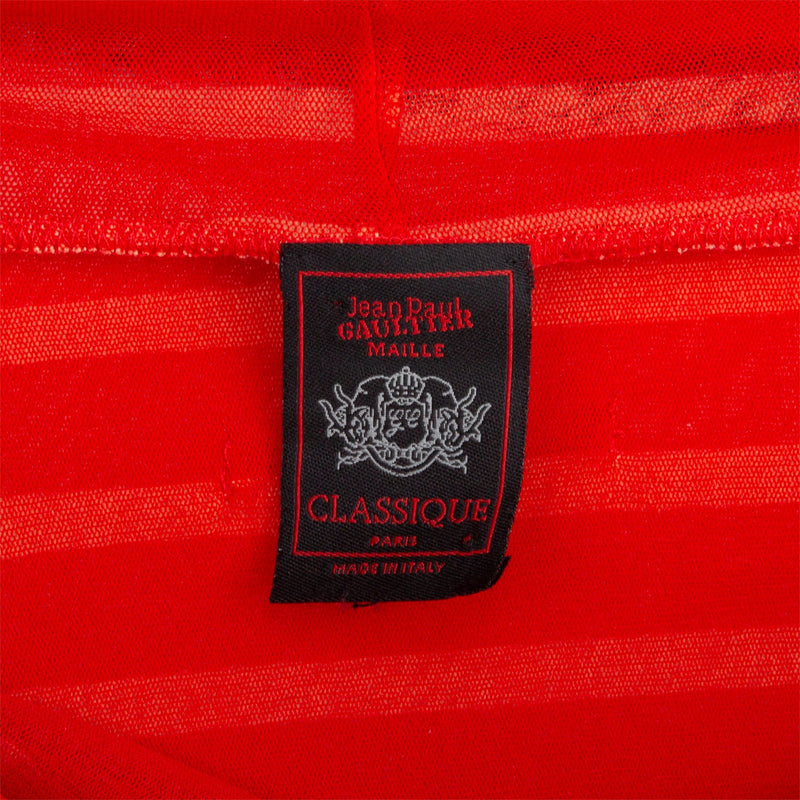 Jean Paul
GAULTIER
MAILLE
CLASSIQUE
PARIS
MADE IN ITALY